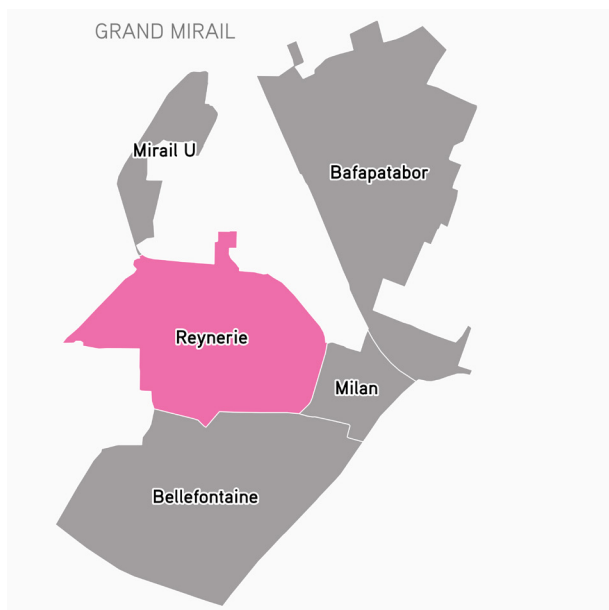 GRAND MIRAIL
Mirail U
Bafapatabor
Reynerie
Milan
Bellefontaine